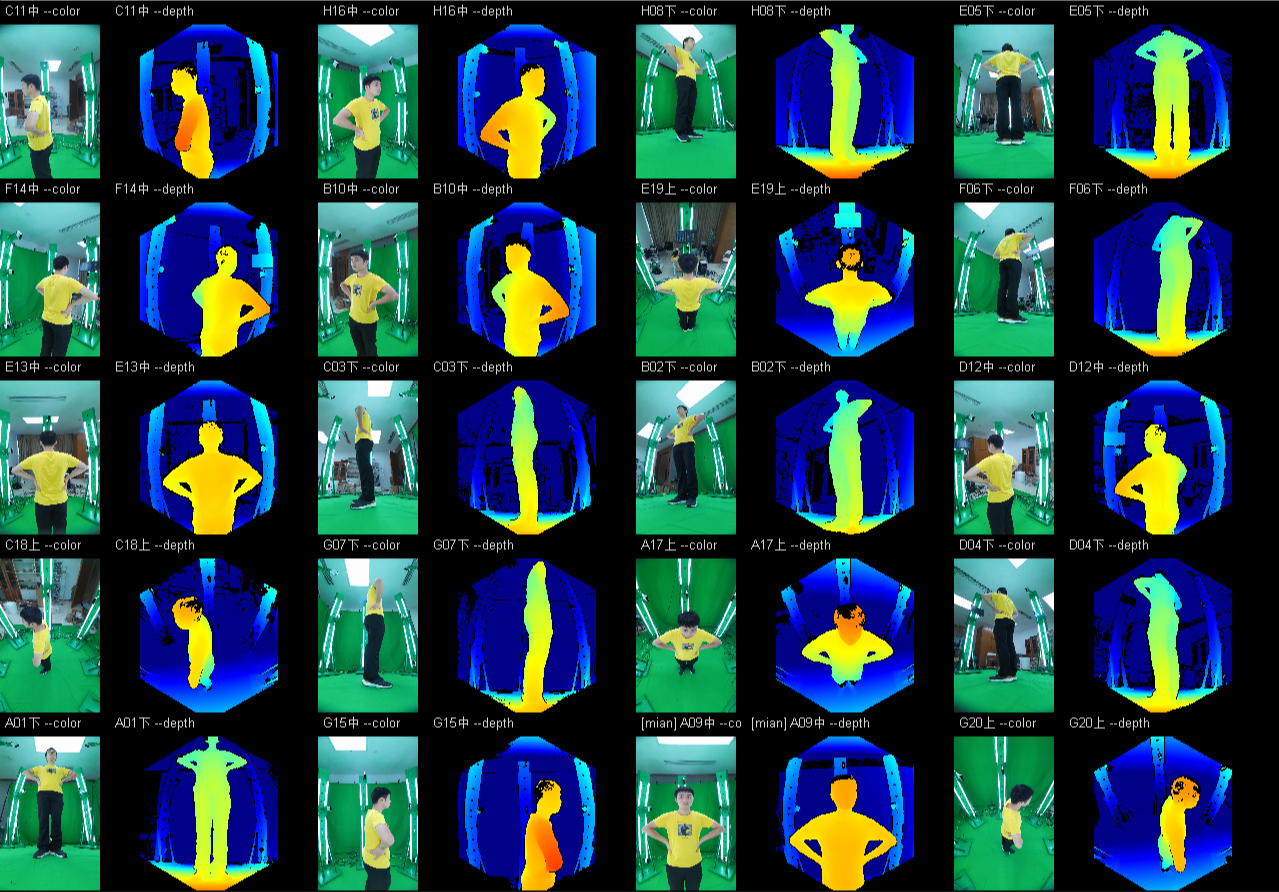 C11中 --color C11中 --depth H16中 --color H16中 --depth H08下 --color H08下 --depth E05下 --color E05下 --depth
F14中 --color F14中 --depth B10中 --color B10中 --depth E19上 --color E19上 --depth F06下 --color F06下 --depth
E13中 --color E13中 --depth C03下 --color C03下 --depth B02下 --color B02下 --depth D12中 --color D12中 --depth
C18上 --color C18上 --depth G07下 --color G07下 --depth A17上 --color A17上 --depth D04下 --color D04下 --depth
A01下 --color A01下 --depth G15中 --color G15中 --depth [mian] A09中 --co [mian] A09中 --depth G20上 --color G20上 --depth